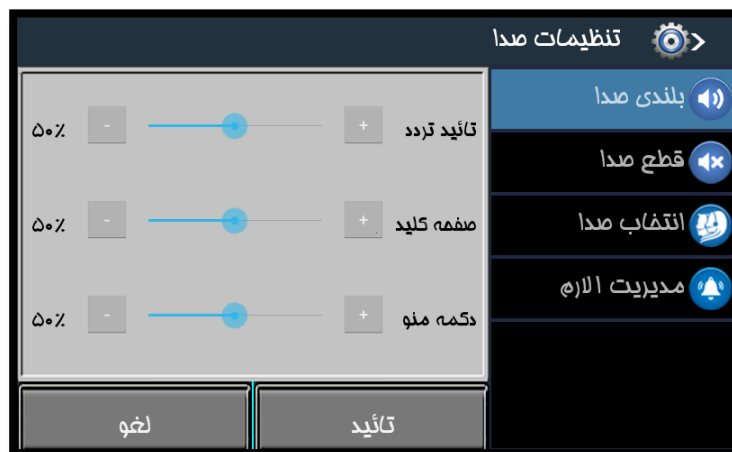 تنظیمات صدا
بلندی صدا
قطع صدا
انتخاب صدا
مدیریت الارم
تائید تردد + - ۵۰٪
صفحه کلید + - ۵۰٪
دکمه منو + - ۵۰٪
تائید
لغو